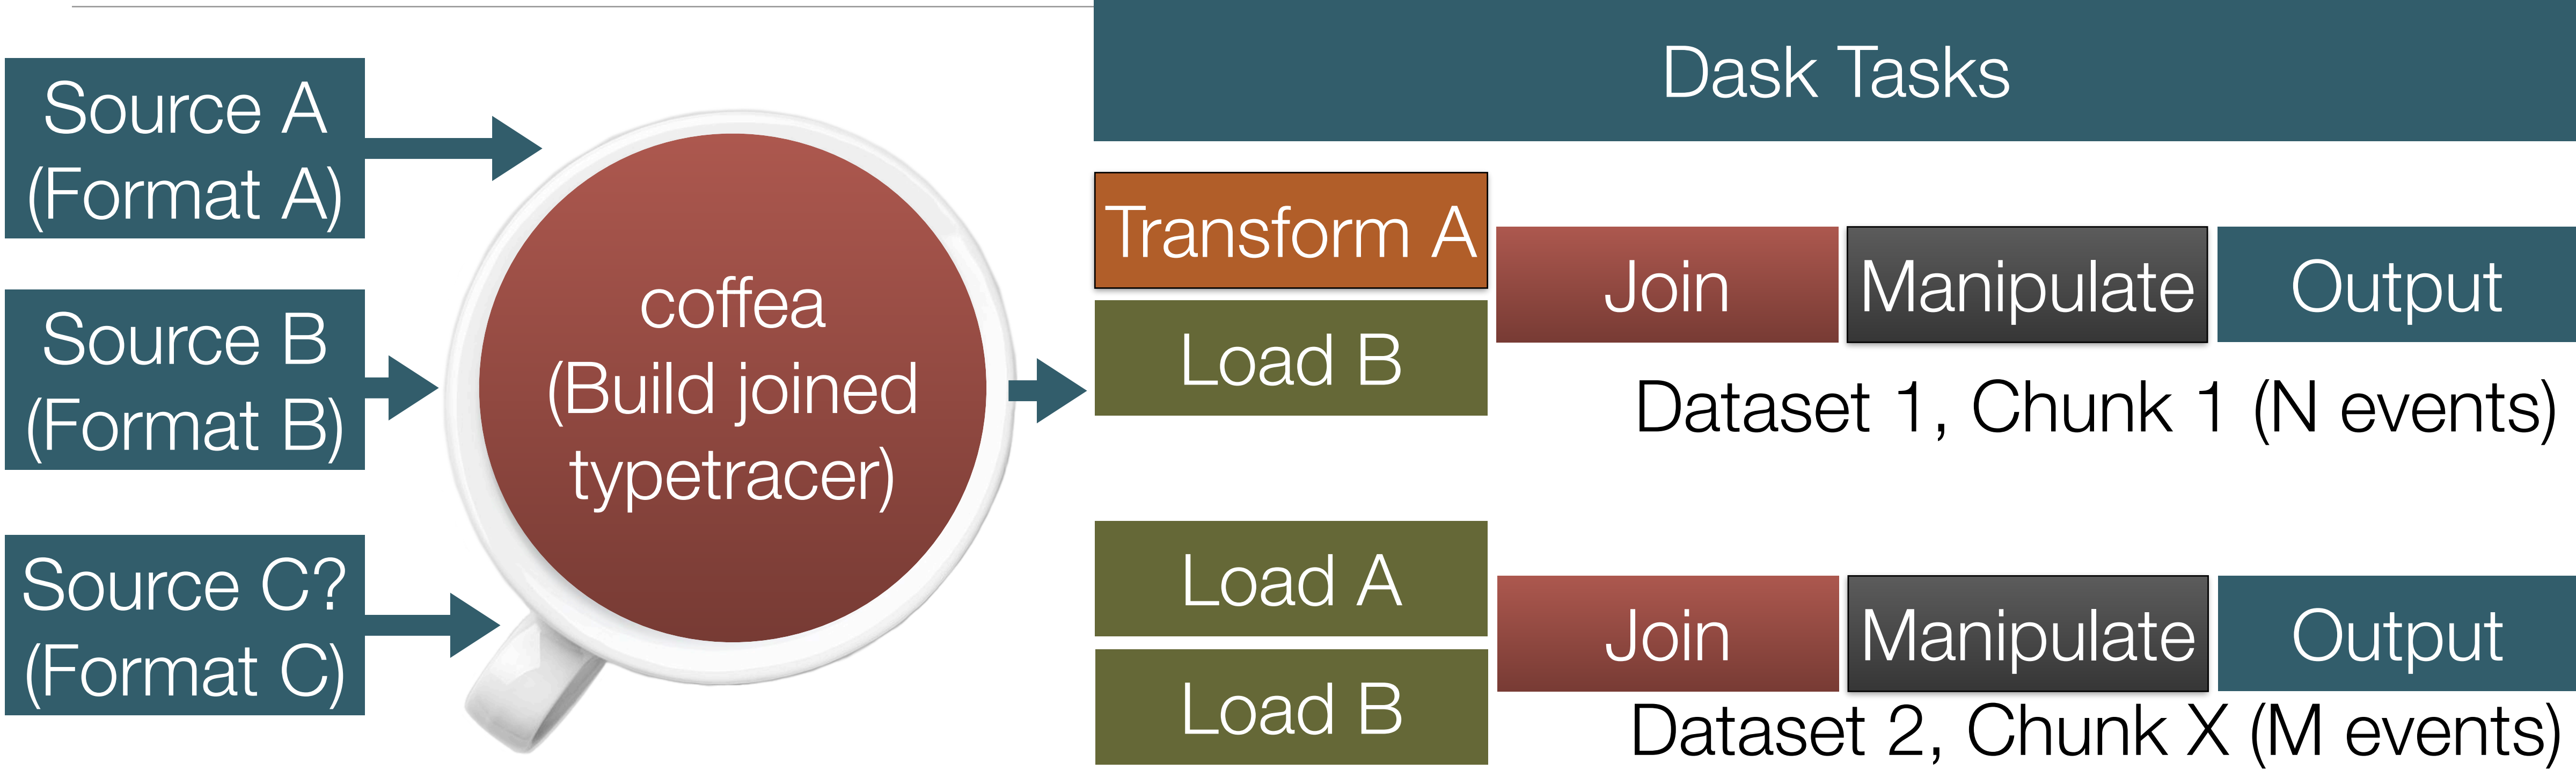 Source A
(Format A)
Source B
(Format B)
Source C?
(Format C)
coffea
(Build joined
typetracer)
Dask Tasks
Transform A
Load B
Join
Manipulate
Output
Dataset 1, Chunk 1 (N events)
Load A
Load B
Join
Manipulate
Output
Dataset 2, Chunk X (M events)